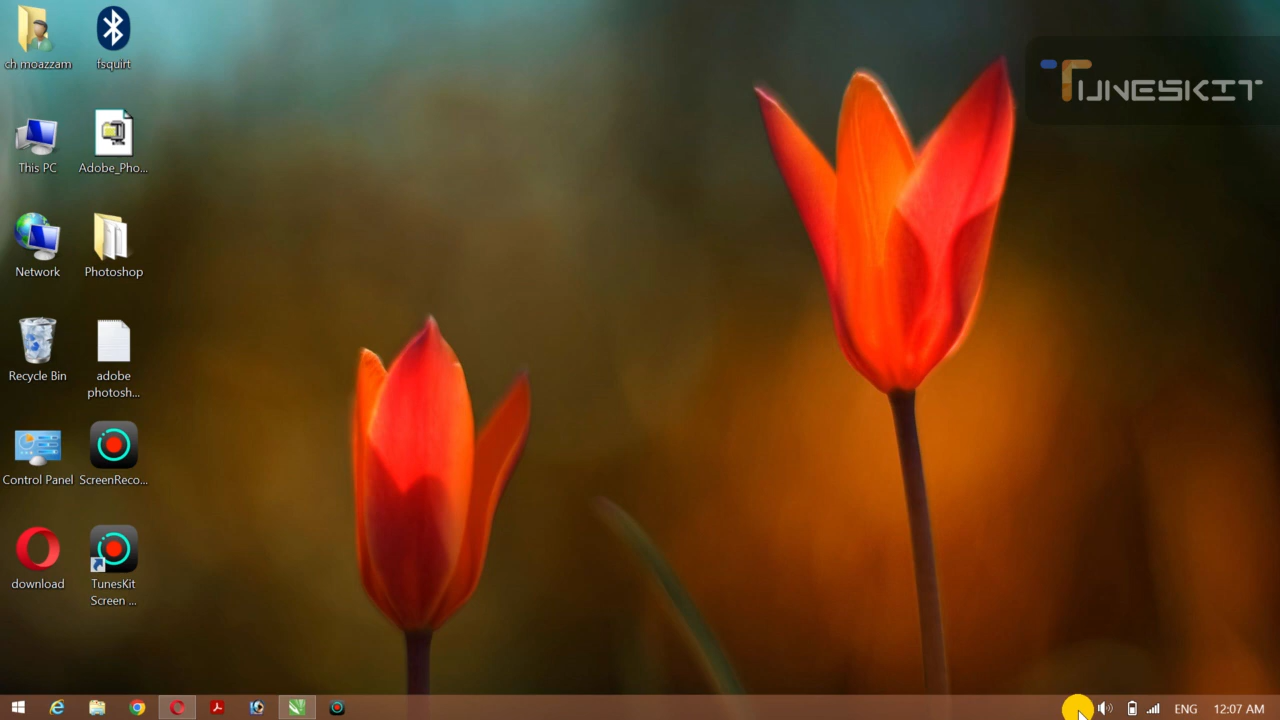 ch moazzam
fsquirt
TUNESKIT
This PC
Adobe_Pho...
Network
Photoshop
Recycle Bin
adobe
photosh...
Control Panel
ScreenReco...
download
TunesKit
Screen ...
ENG
12:07 AM